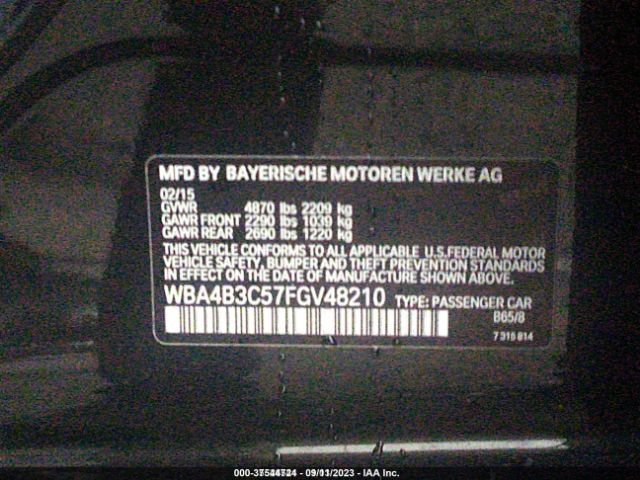 MFD BY BAYERISCHE MOTOREN WERKE AG
02/15
GVWR 4870 lbs 2209 kg
GAWR FRONT 2290 lbs 1039 kg
GAWR REAR 2690 lbs 1220 kg
THIS VEHICLE CONFORMS TO ALL APPLICABLE U.S.FEDERAL MOTOR
VEHICLE SAFETY, BUMPER AND THEFT PREVENTION STANDARDS
IN EFFECT ON THE DATE OF MANUFACTURE SHOWN ABOVE.
WBA4B3C57FGV48210 TYPE: PASSENGER CAR
B65/8
7 315 814
- IAA Inc.